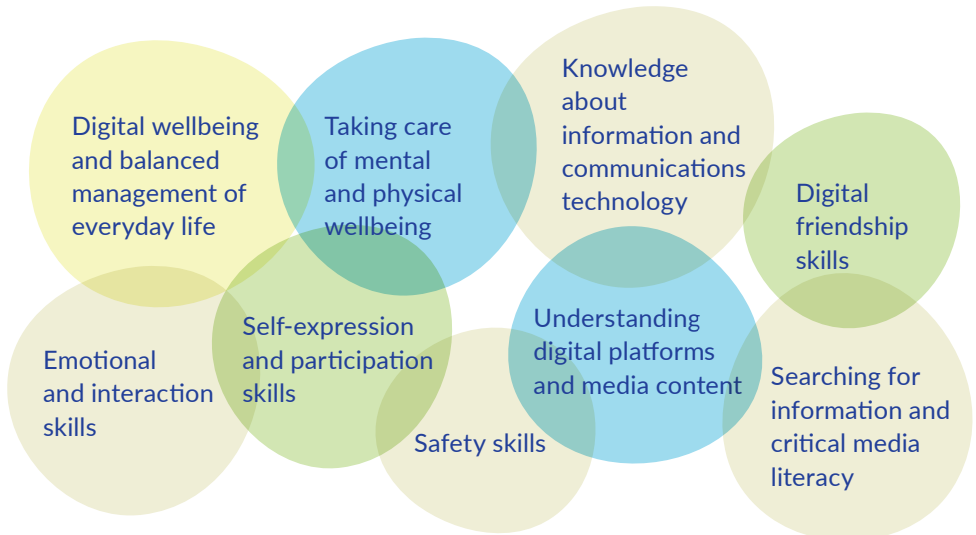 Digital wellbeing
and balanced
management of
everyday life
Taking care
of mental
and physical
wellbeing
Knowledge
about
information and
communications
technology
Digital
friendship
skills
Emotional
and interaction
skills
Self-expression
and participation
skills
Safety skills
Understanding
digital platforms
and media content
Searching for
information and
critical media
literacy